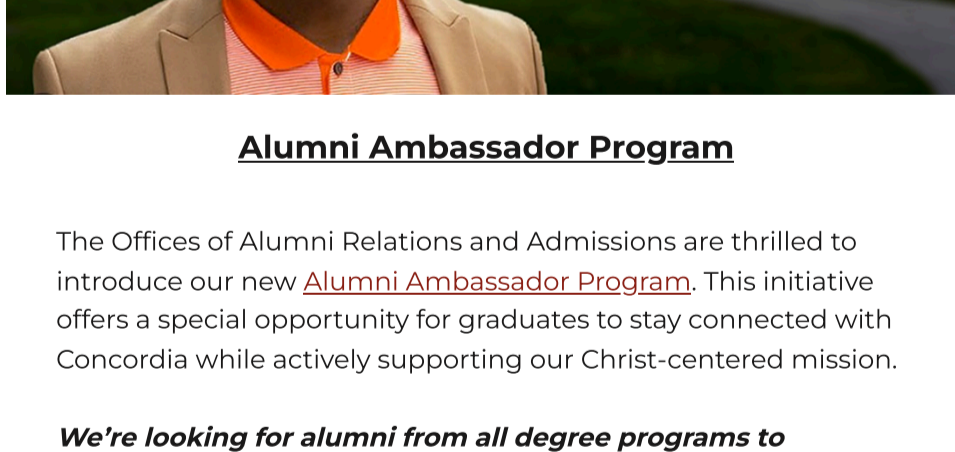 Alumni Ambassador Program
The Offices of Alumni Relations and Admissions are thrilled to
introduce our new Alumni Ambassador Program. This initiative
offers a special opportunity for graduates to stay connected with
Concordia while actively supporting our Christ-centered mission.
We’re looking for alumni from all degree programs to